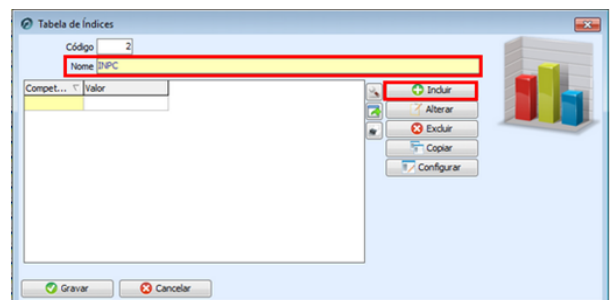 Tabela de Índices
Código 2
Nome INPC
Compet... Valor
Incluir
Alterar
Excluir
Copiar
Configurar
Gravar Cancelar